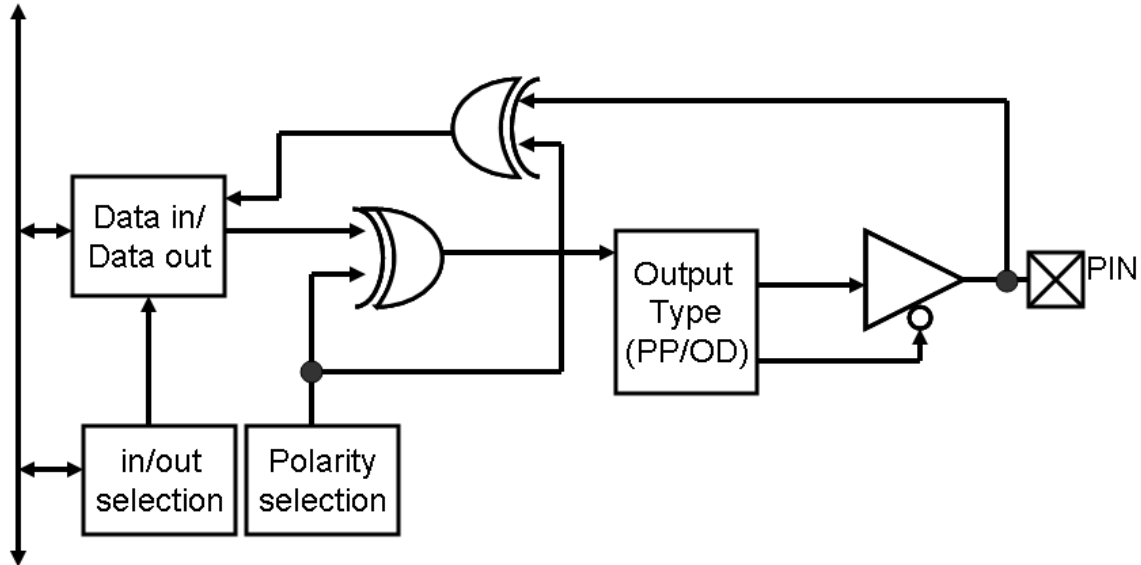 Data in/
Data out
Output
Type
(PP/OD)
PIN
in/out
selection
Polarity
selection